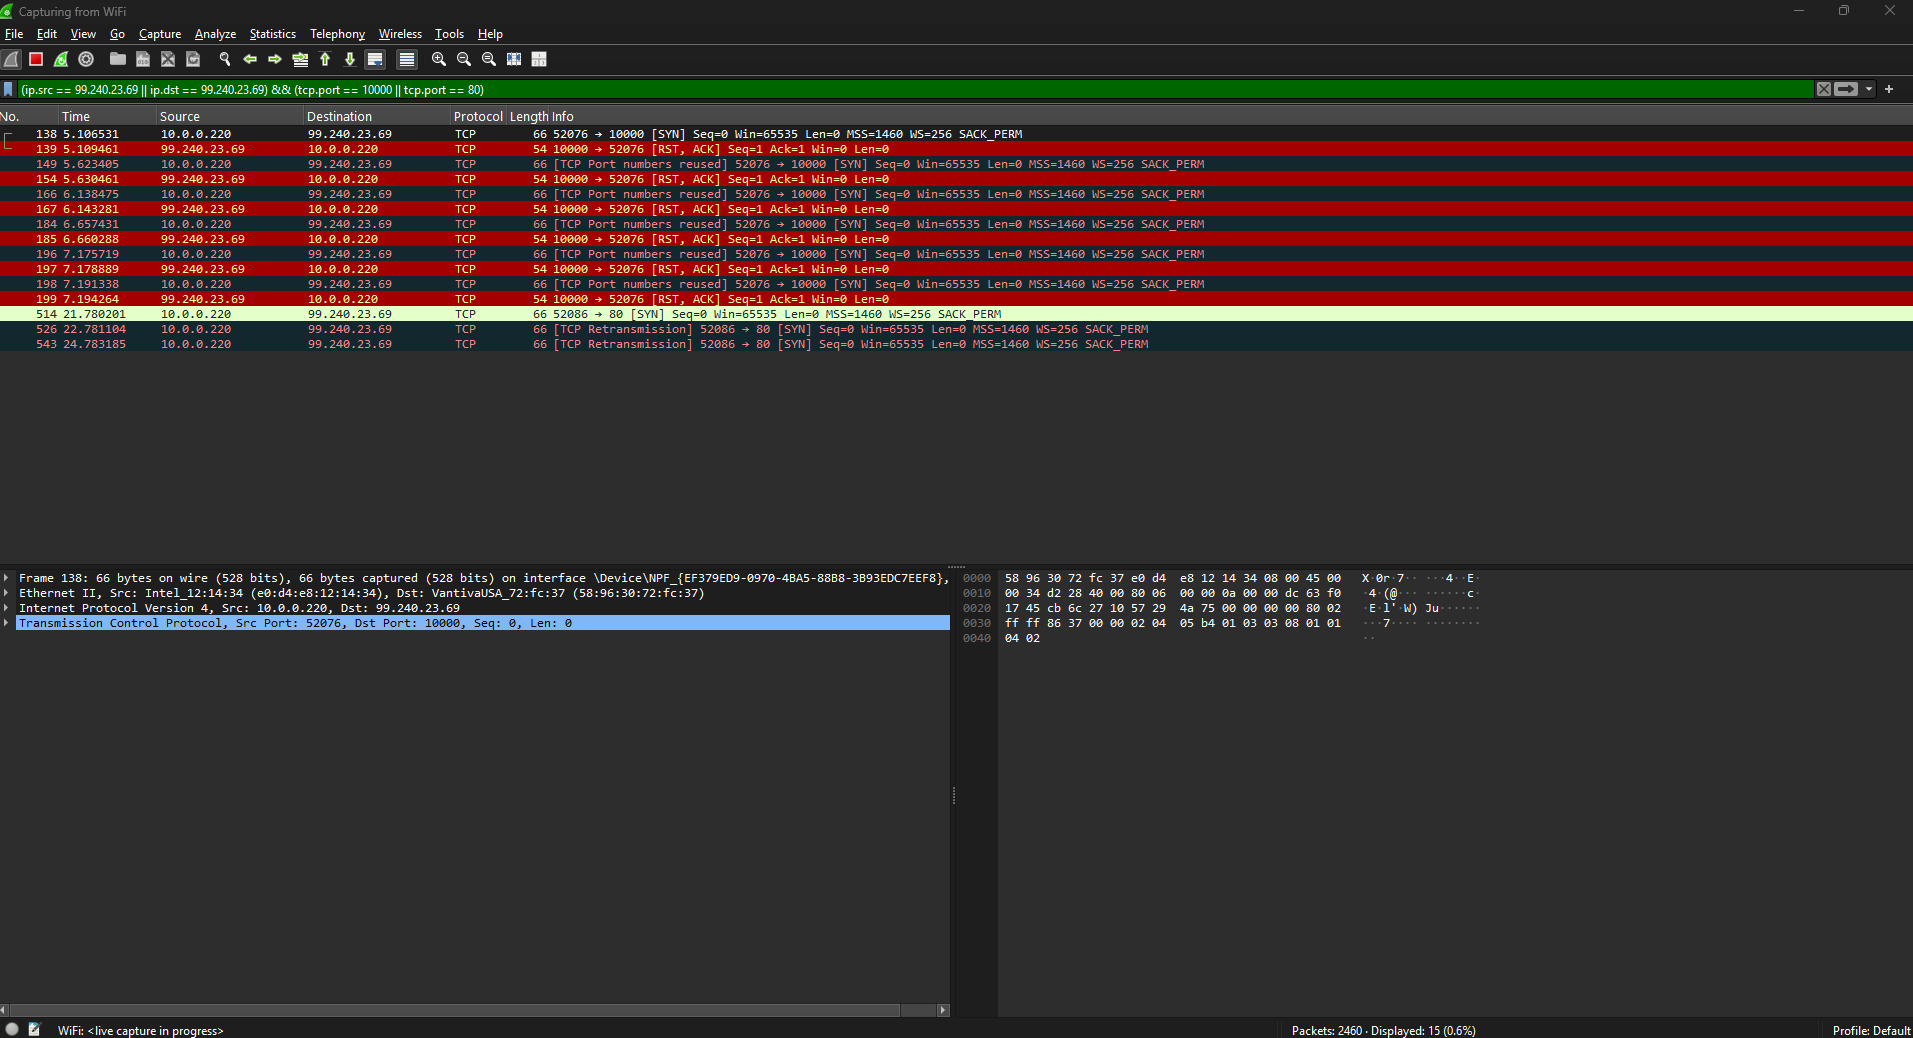 Capturing from WiFi
File Edit View Go Capture Analyze Statistics Telephony Wireless Tools Help
(ip.src == 99.240.23.69 || ip.dst == 99.240.23.69) && (tcp.port == 10000 || tcp.port == 80)
No. Time Source Destination Protocol Length Info
138 5.106531 10.0.0.220 99.240.23.69 TCP 66 52076 → 10000 [SYN] Seq=0 Win=65535 Len=0 MSS=1460 WS=256 SACK_PERM
139 5.109461 99.240.23.69 10.0.0.220 TCP 54 10000 → 52076 [RST, ACK] Seq=1 Ack=1 Win=0 Len=0
149 5.623405 10.0.0.220 99.240.23.69 TCP 66 [TCP Port numbers reused] 52076 → 10000 [SYN] Seq=0 Win=65535 Len=0 MSS=1460 WS=256 SACK_PERM
154 5.630461 99.240.23.69 10.0.0.220 TCP 54 10000 → 52076 [RST, ACK] Seq=1 Ack=1 Win=0 Len=0
166 6.138475 10.0.0.220 99.240.23.69 TCP 66 [TCP Port numbers reused] 52076 → 10000 [SYN] Seq=0 Win=65535 Len=0 MSS=1460 WS=256 SACK_PERM
167 6.143281 99.240.23.69 10.0.0.220 TCP 54 10000 → 52076 [RST, ACK] Seq=1 Ack=1 Win=0 Len=0
184 6.657431 10.0.0.220 99.240.23.69 TCP 66 [TCP Port numbers reused] 52076 → 10000 [SYN] Seq=0 Win=65535 Len=0 MSS=1460 WS=256 SACK_PERM
185 6.660288 99.240.23.69 10.0.0.220 TCP 54 10000 → 52076 [RST, ACK] Seq=1 Ack=1 Win=0 Len=0
196 7.175719 10.0.0.220 99.240.23.69 TCP 66 [TCP Port numbers reused] 52076 → 10000 [SYN] Seq=0 Win=65535 Len=0 MSS=1460 WS=256 SACK_PERM
197 7.178889 99.240.23.69 10.0.0.220 TCP 54 10000 → 52076 [RST, ACK] Seq=1 Ack=1 Win=0 Len=0
198 7.191338 10.0.0.220 99.240.23.69 TCP 66 [TCP Port numbers reused] 52076 → 10000 [SYN] Seq=0 Win=65535 Len=0 MSS=1460 WS=256 SACK_PERM
199 7.194264 99.240.23.69 10.0.0.220 TCP 54 10000 → 52076 [RST, ACK] Seq=1 Ack=1 Win=0 Len=0
514 21.780201 10.0.0.220 99.240.23.69 TCP 66 52086 → 80 [SYN] Seq=0 Win=65535 Len=0 MSS=1460 WS=256 SACK_PERM
526 22.781104 10.0.0.220 99.240.23.69 TCP 66 [TCP Retransmission] 52086 → 80 [SYN] Seq=0 Win=65535 Len=0 MSS=1460 WS=256 SACK_PERM
543 24.783185 10.0.0.220 99.240.23.69 TCP 66 [TCP Retransmission] 52086 → 80 [SYN] Seq=0 Win=65535 Len=0 MSS=1460 WS=256 SACK_PERM
Frame 138: 66 bytes on wire (528 bits), 66 bytes captured (528 bits) on interface \Device\NPF_{EF379ED9-0970-4BA5-88B8-3B93EDC7EEF8},
Ethernet II, Src: Intel_12:14:34 (e0:d4:e8:12:14:34), Dst: VantivaUSA_72:fc:37 (58:96:30:72:fc:37)
Internet Protocol Version 4, Src: 10.0.0.220, Dst: 99.240.23.69
Transmission Control Protocol, Src Port: 52076, Dst Port: 10000, Seq: 0, Len: 0
0000 58 96 30 72 fc 37 e0 d4 e8 12 14 34 08 00 45 00 X·0r·7·· ···4··E·
0010 00 34 d2 28 40 00 80 06 00 00 0a 00 00 dc 63 f0 ·4·(@··· ······c·
0020 17 45 cb 6c 27 10 57 29 4a 75 00 00 00 00 80 02 ·E·l'·W) Ju······
0030 ff ff 86 37 00 00 02 04 05 b4 01 03 03 08 01 01 ···7···· ········
0040 04 02 ··
WiFi: <live capture in progress>
Packets: 2460 · Displayed: 15 (0.6%)
Profile: Default